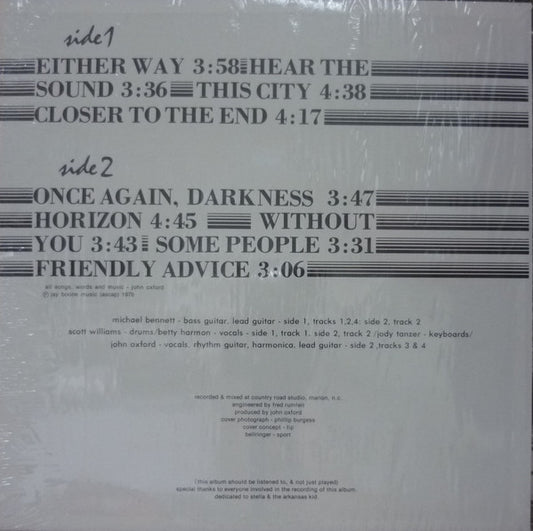 side 1
EITHER WAY 3:58 HEAR THE
SOUND 3:36 THIS CITY 4:38
CLOSER TO THE END 4:17
side 2
ONCE AGAIN, DARKNESS 3:47
HORIZON 4:45 WITHOUT
YOU 3:43 SOME PEOPLE 3:31
FRIENDLY ADVICE 3:06
all songs, words and music - john oxford
℗ jay boone music (ascap) 1976
michael bennett - bass guitar, lead guitar - side 1, tracks 1,2,4: side 2, track 2
scott williams - drums/betty harmon - vocals - side 1, track 1. side 2, track 2 /jody tanzer - keyboards/
john oxford - vocals, rhythm guitar, harmonica. lead guitar - side 2 ,tracks 3 & 4
recorded & mixed at country road studio, marion, n.c.
engineered by fred rumfelt
produced by john oxford
cover photograph - phillip burgess
cover concept -
bellringer - sport
(this album should be listened to, & not just played)
special thanks to everyone involved in the recording of this album.
dedicated to stella & the arkansas kid.